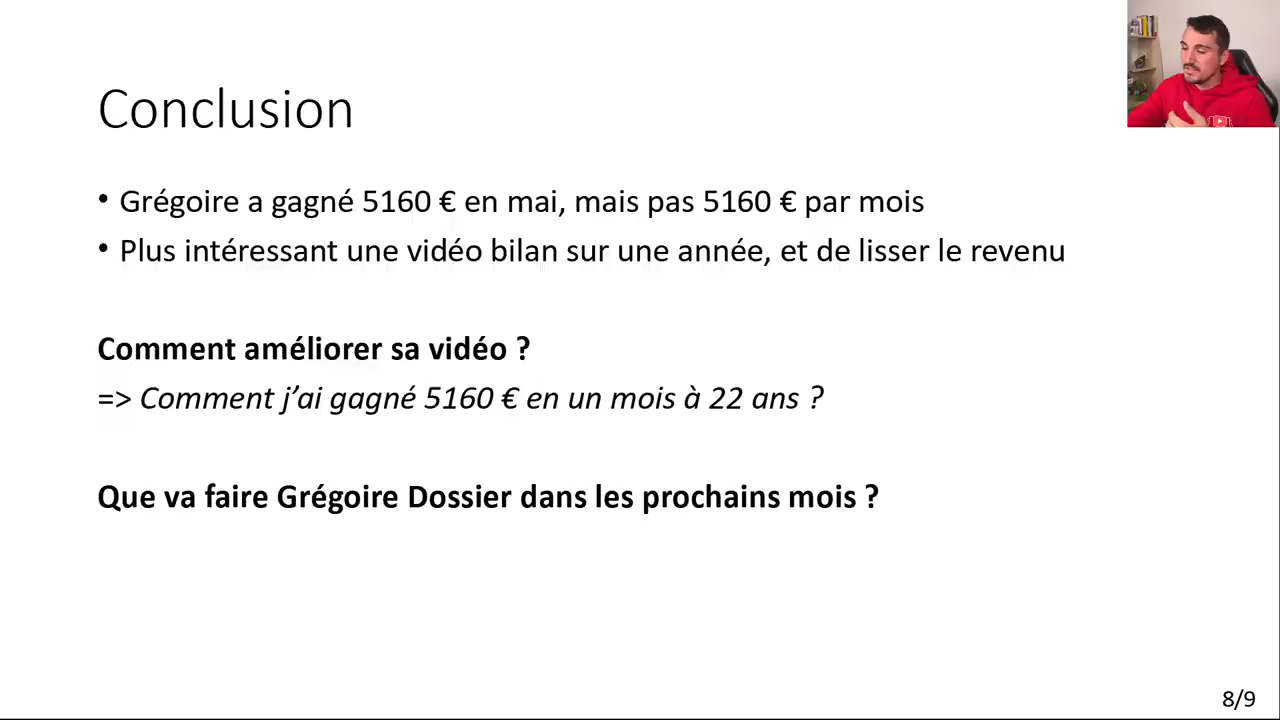 Conclusion
• Grégoire a gagné 5160 € en mai, mais pas 5160 € par mois
• Plus intéressant une vidéo bilan sur une année, et de lisser le revenu
Comment améliorer sa vidéo ?
=> Comment j’ai gagné 5160 € en un mois à 22 ans ?
Que va faire Grégoire Dossier dans les prochains mois ?
8/9